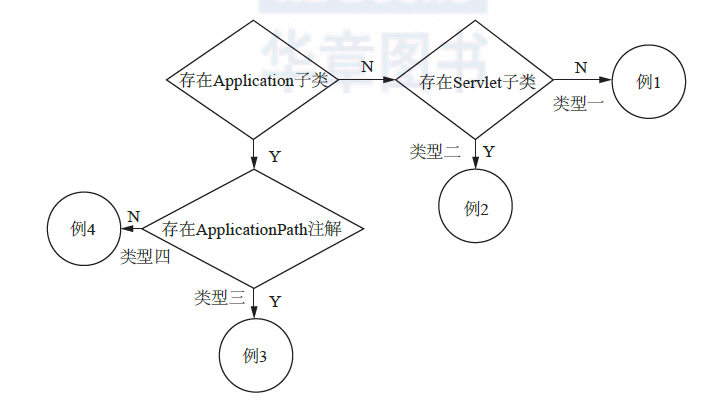 华章图书
存在Application子类
N
存在Servlet子类
N
类型一
例1
Y
类型二
Y
例2
例4
N
类型四
存在ApplicationPath注解
类型三
Y
例3